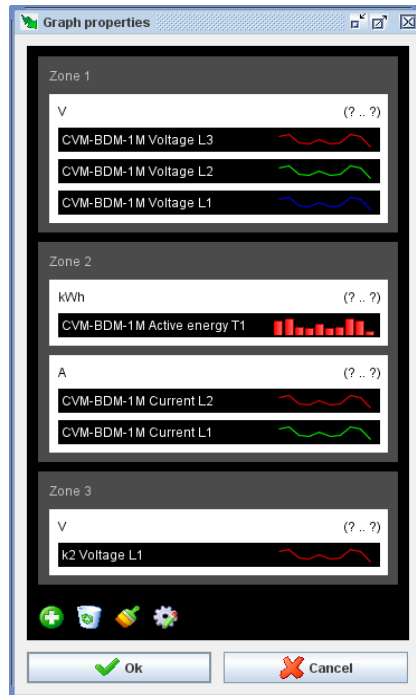 Graph properties
Zone 1
V (? .. ?)
CVM-BDM-1M Voltage L3
CVM-BDM-1M Voltage L2
CVM-BDM-1M Voltage L1
Zone 2
kWh (? .. ?)
CVM-BDM-1M Active energy T1
A (? .. ?)
CVM-BDM-1M Current L2
CVM-BDM-1M Current L1
Zone 3
V (? .. ?)
k2 Voltage L1
Ok Cancel